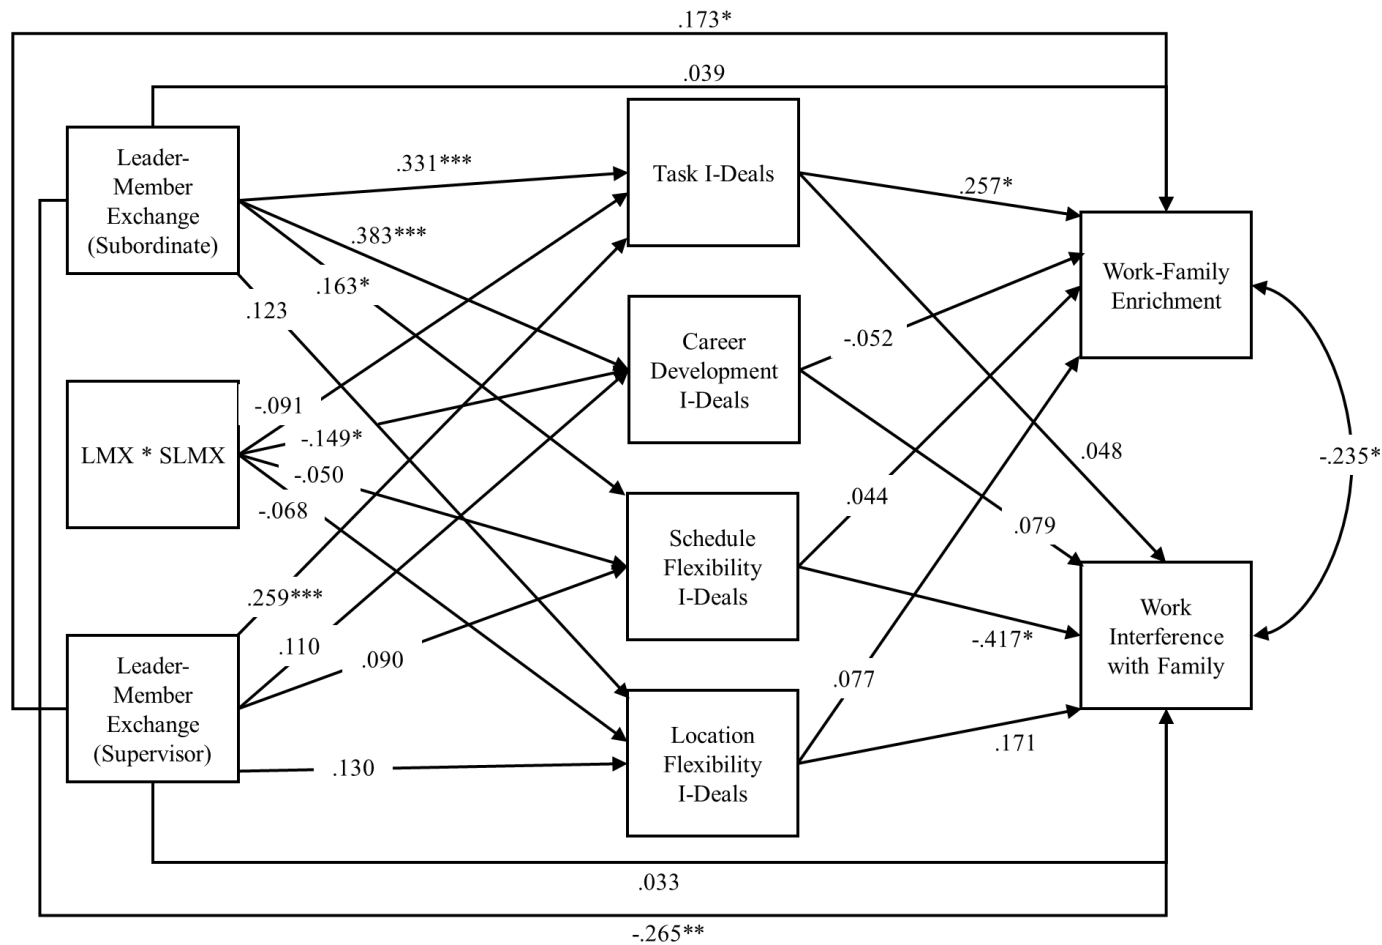 .173*
.039
Leader-
Member
Exchange
(Subordinate)
.331***
.383***
.163*
.123
Task I-Deals
.257*
Work-Family
Enrichment
Career
Development
I-Deals
-.052
LMX * SLMX
-.091
-.149*
-.050
-.068
.048
-.235*
.044
.079
Schedule
Flexibility
I-Deals
-.417*
Work
Interference
with Family
.259***
.110
.090
.130
Leader-
Member
Exchange
(Supervisor)
Location
Flexibility
I-Deals
.077
.171
.033
-.265**